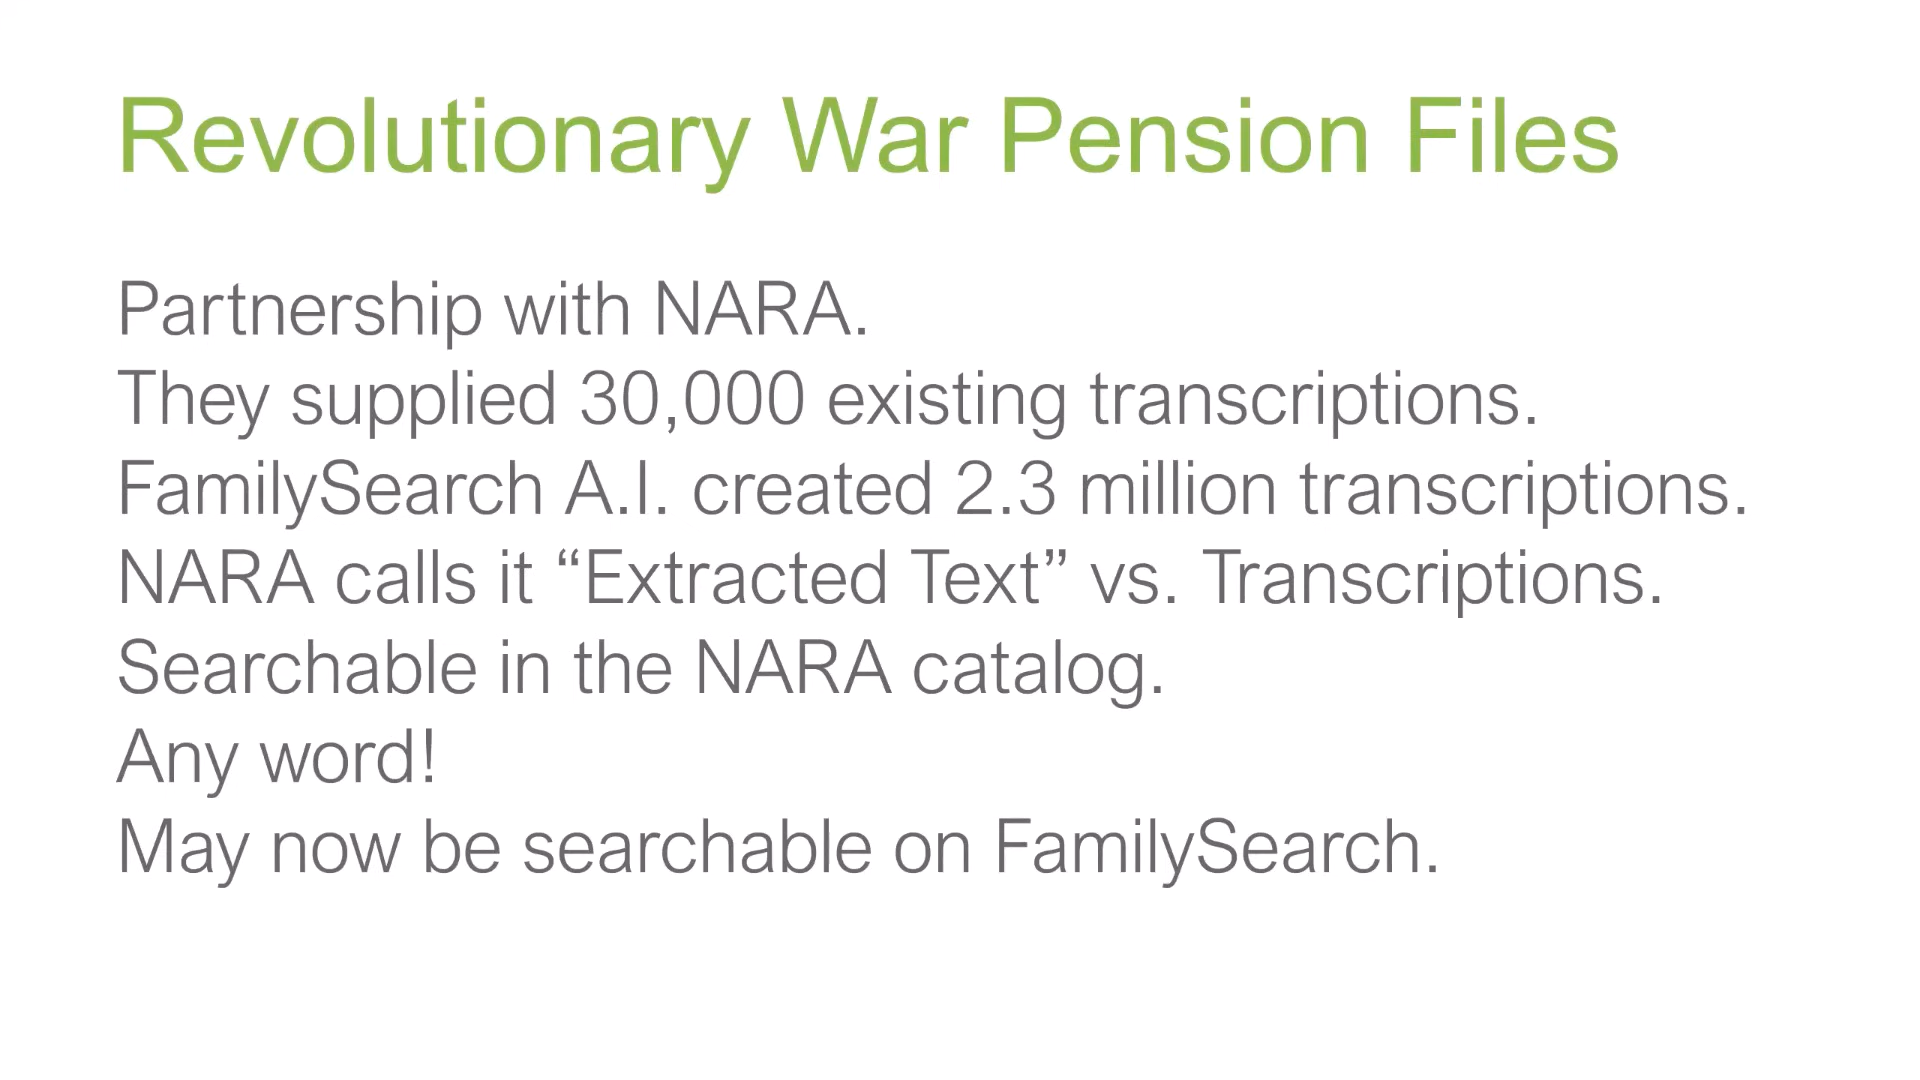 Revolutionary War Pension Files
Partnership with NARA.
They supplied 30,000 existing transcriptions.
FamilySearch A.I. created 2.3 million transcriptions.
NARA calls it “Extracted Text” vs. Transcriptions.
Searchable in the NARA catalog.
Any word!
May now be searchable on FamilySearch.